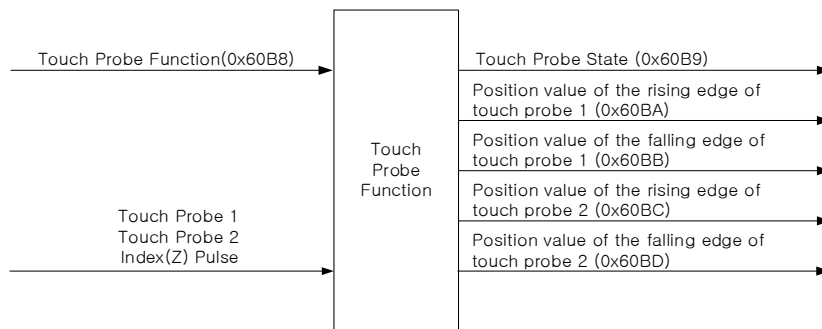 Touch Probe Function(0x60B8)
Touch Probe 1
Touch Probe 2
Index(Z) Pulse
Touch
Probe
Function
Touch Probe State (0x60B9)
Position value of the rising edge of
touch probe 1 (0x60BA)
Position value of the falling edge of
touch probe 1 (0x60BB)
Position value of the rising edge of
touch probe 2 (0x60BC)
Position value of the falling edge of
touch probe 2 (0x60BD)